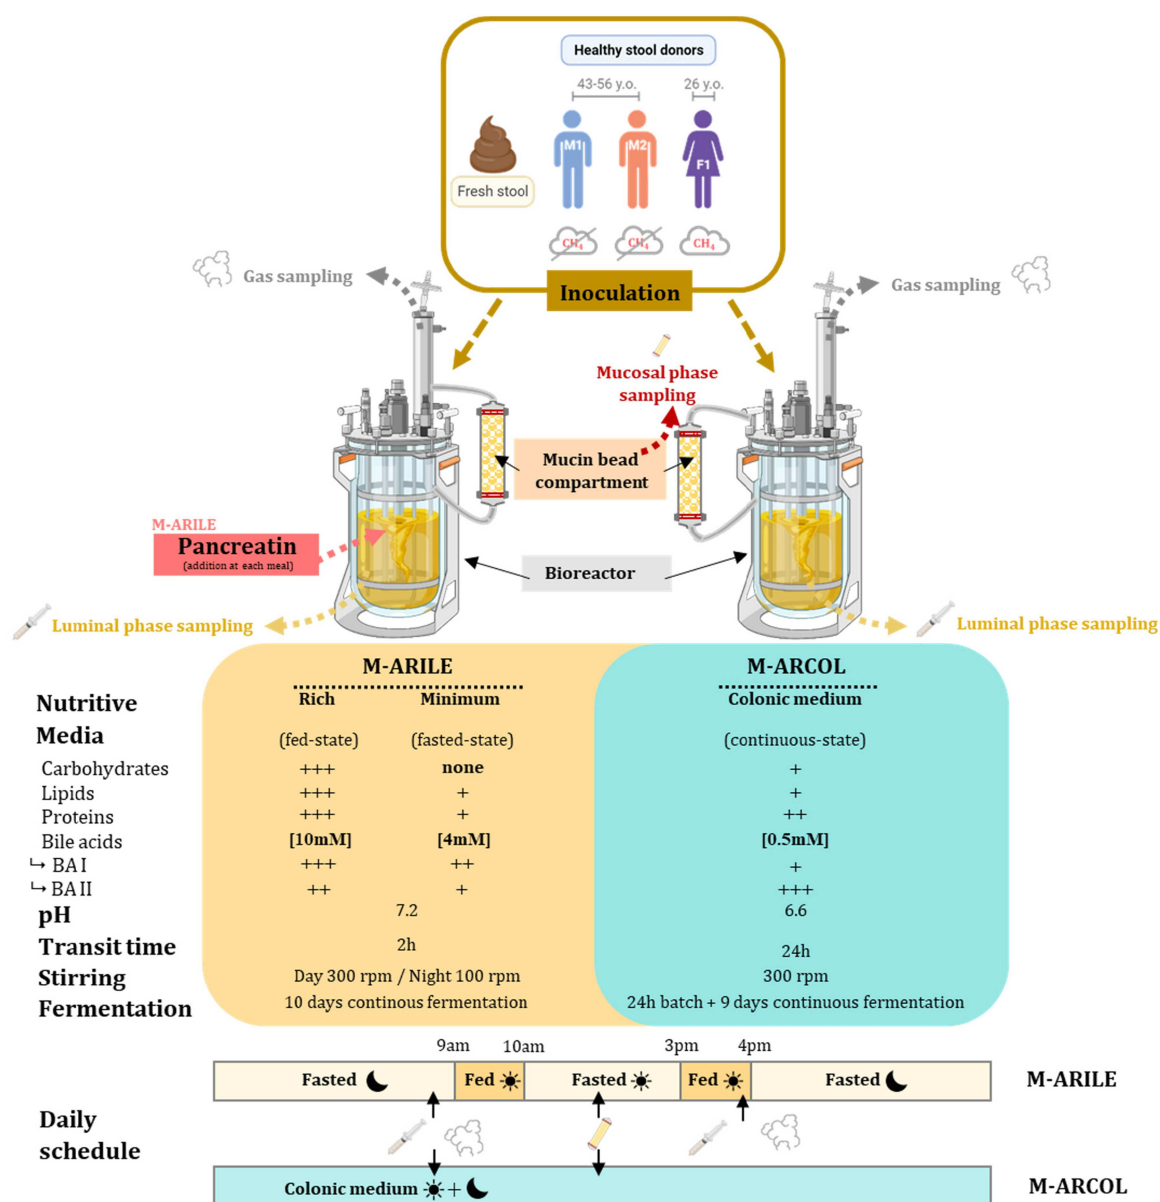 Healthy stool donors
43-56 y.o.
26 y.o.
M1
M2
F1
Fresh stool
CH4
CH4
CH4
Gas sampling
Inoculation
Gas sampling
Mucosal phase
sampling
Mucin bead
compartment
M-ARILE
Pancreatin
(addition at each meal)
Bioreactor
Luminal phase sampling
Luminal phase sampling
M-ARILE
M-ARCOL
Nutritive
Media
Rich
Minimum
Colonic medium
(fed-state)
(fasted-state)
(continuous-state)
Carbohydrates +++ none +
Lipids +++ + +
Proteins +++ + ++
Bile acids [10mM] [4mM] [0.5mM]
↳ BA I +++ ++ +
↳ BA II ++ + +++
pH 7.2 6.6
Transit time 2h 24h
Stirring Day 300 rpm / Night 100 rpm 300 rpm
Fermentation 10 days continous fermentation 24h batch + 9 days continuous fermentation
9am 10am 3pm 4pm
Fasted Fed Fasted Fed Fasted M-ARILE
Daily
schedule
Colonic medium + M-ARCOL